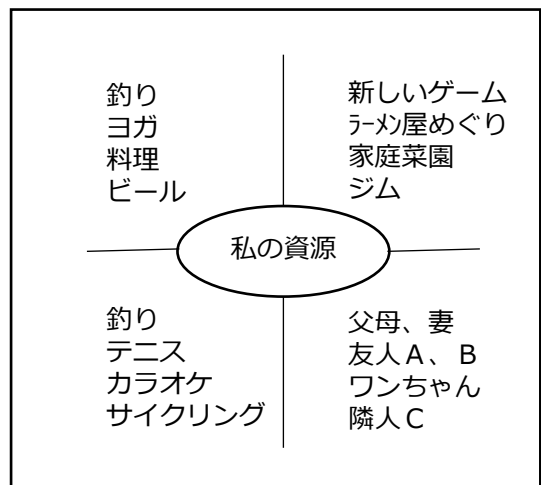 釣り
ヨガ
料理
ビール
新しいゲーム
ﾗｰﾒﾝ屋めぐり
家庭菜園
ジム
私の資源
釣り
テニス
カラオケ
サイクリング
父母、妻
友人Ａ、Ｂ
ワンちゃん
隣人Ｃ